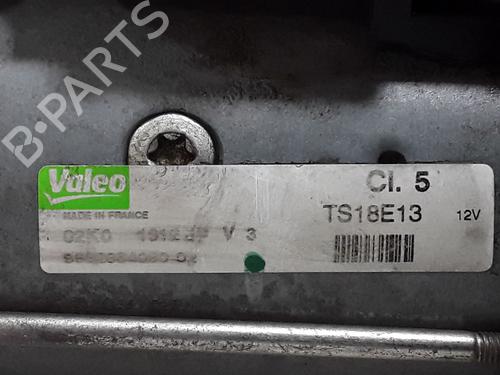 B-PARTS
Valeo
Cl. 5
MADE IN FRANCE
TS18E13 12V
V 3